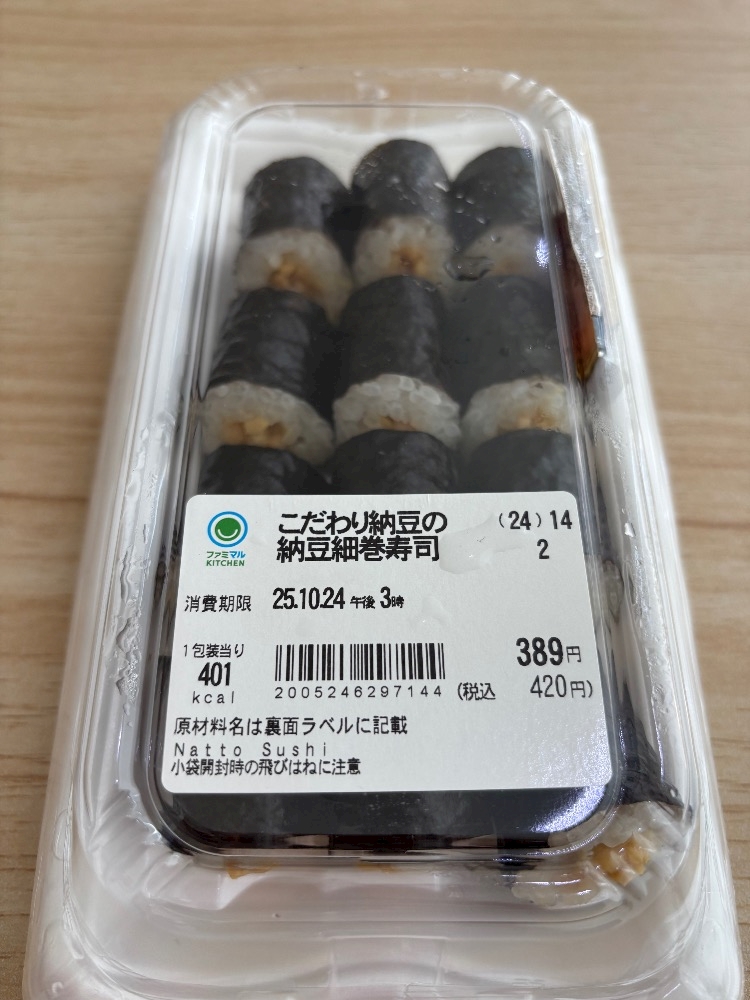 ファミマル
KITCHEN
こだわり納豆の
納豆細巻寿司
(24)14
2
消費期限 25.10.24 午後 3時
1包装当り
401
kcal
2005246297144
389円
(税込 420円)
原材料名は裏面ラベルに記載
Natto Sushi
小袋開封時の飛びはねに注意